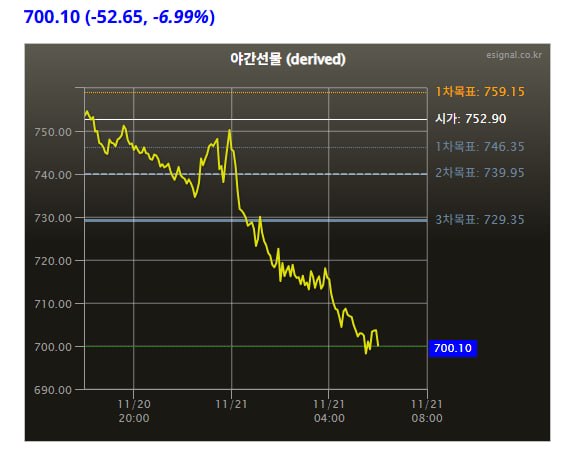 700.10 (-52.65, -6.99%)
야간선물 (derived)
esignal.co.kr
1차목표: 759.15
시가: 752.90
750.00
1차목표: 746.35
740.00
2차목표: 739.95
730.00
3차목표: 729.35
720.00
710.00
700.00
700.10
690.00
11/20
20:00
11/21
11/21
04:00
11/21
08:00